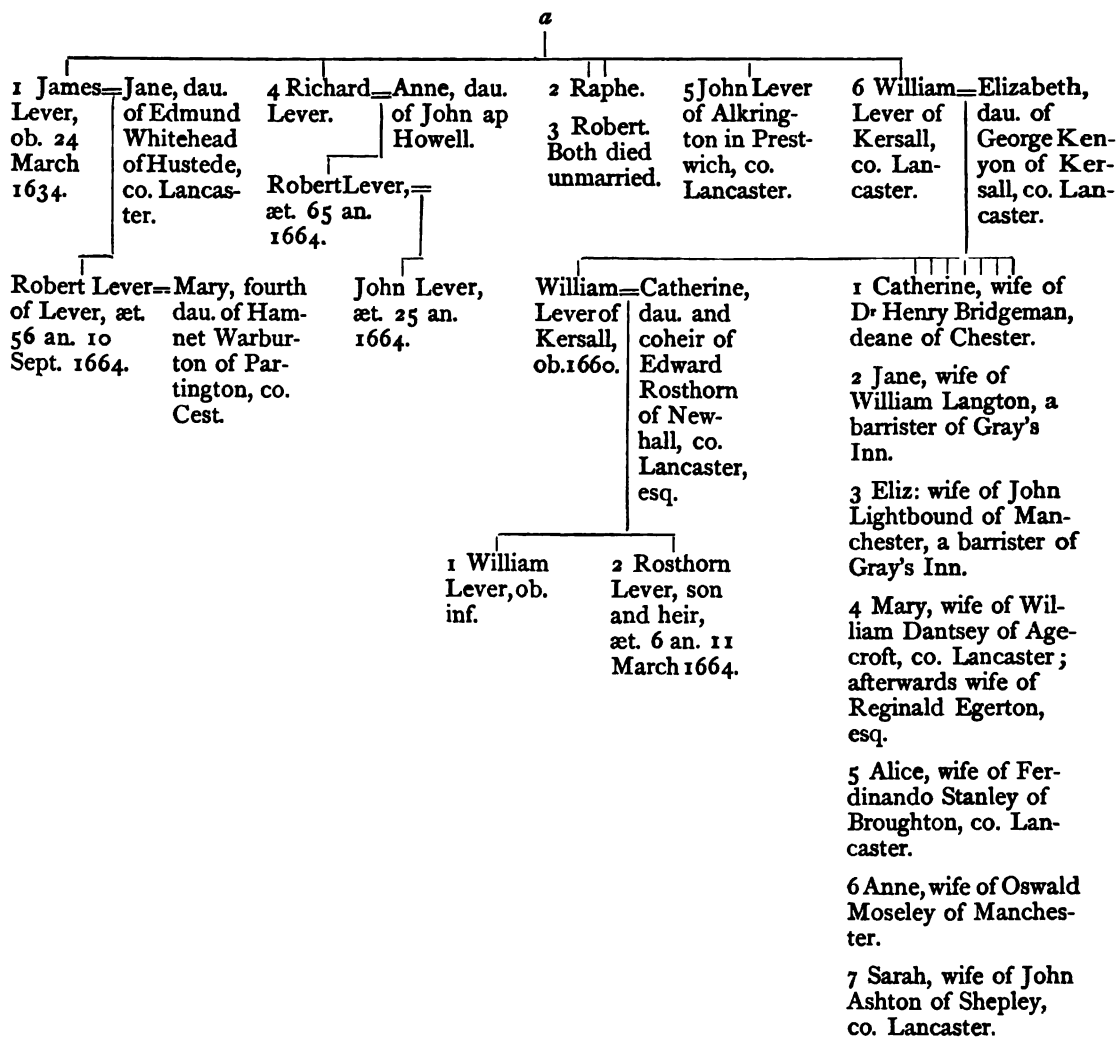 a
1 James=
Lever,
ob. 24
March
1634.
Jane, dau.
of Edmund
Whitehead
of Hustede,
co. Lancas-
ter.
4 Richard=
Lever.
Anne, dau.
of John ap
Howell.
2 Raphe.
3 Robert.
Both died
unmarried.
5 John Lever
of Alkring-
ton in Prest-
wich, co.
Lancaster.
6 William=
Lever of
Kersall,
co. Lan-
caster.
Elizabeth,
dau. of
George Ken-
yon of Ker-
sall, co. Lan-
caster.
Robert Lever,=
æt. 65 an.
1664.
Robert Lever=
of Lever, æt.
56 an. 10
Sept. 1664.
Mary, fourth
dau. of Ham-
net Warbur-
ton of Par-
tington, co.
Cest.
John Lever,
æt. 25 an.
1664.
William=
Lever of
Kersall,
ob. 1660.
Catherine,
dau. and
coheir of
Edward
Rosthorn
of New-
hall, co.
Lancaster,
esq.
1 Catherine, wife of
Dr Henry Bridgeman,
deane of Chester.
2 Jane, wife of
William Langton, a
barrister of Gray's
Inn.
3 Eliz: wife of John
Lightbound of Man-
chester, a barrister of
Gray's Inn.
4 Mary, wife of Wil-
liam Dantsey of Age-
croft, co. Lancaster;
afterwards wife of
Reginald Egerton,
esq.
5 Alice, wife of Fer-
dinando Stanley of
Broughton, co. Lan-
caster.
6 Anne, wife of Oswald
Moseley of Manches-
ter.
7 Sarah, wife of John
Ashton of Shepley,
co. Lancaster.
1 William
Lever, ob.
inf.
2 Rosthorn
Lever, son
and heir,
æt. 6 an. 11
March 1664.